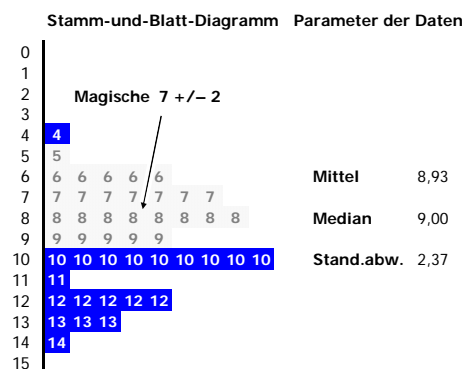 Stamm-und-Blatt-Diagramm Parameter der Daten
0
1
2 Magische 7 +/– 2
3
4 4
5 5
6 6 6 6 6 6 Mittel 8,93
7 7 7 7 7 7 7 7
8 8 8 8 8 8 8 8 8 Median 9,00
9 9 9 9 9 9
10 10 10 10 10 10 10 10 10 10 Stand.abw. 2,37
11 11
12 12 12 12 12 12
13 13 13 13
14 14
15